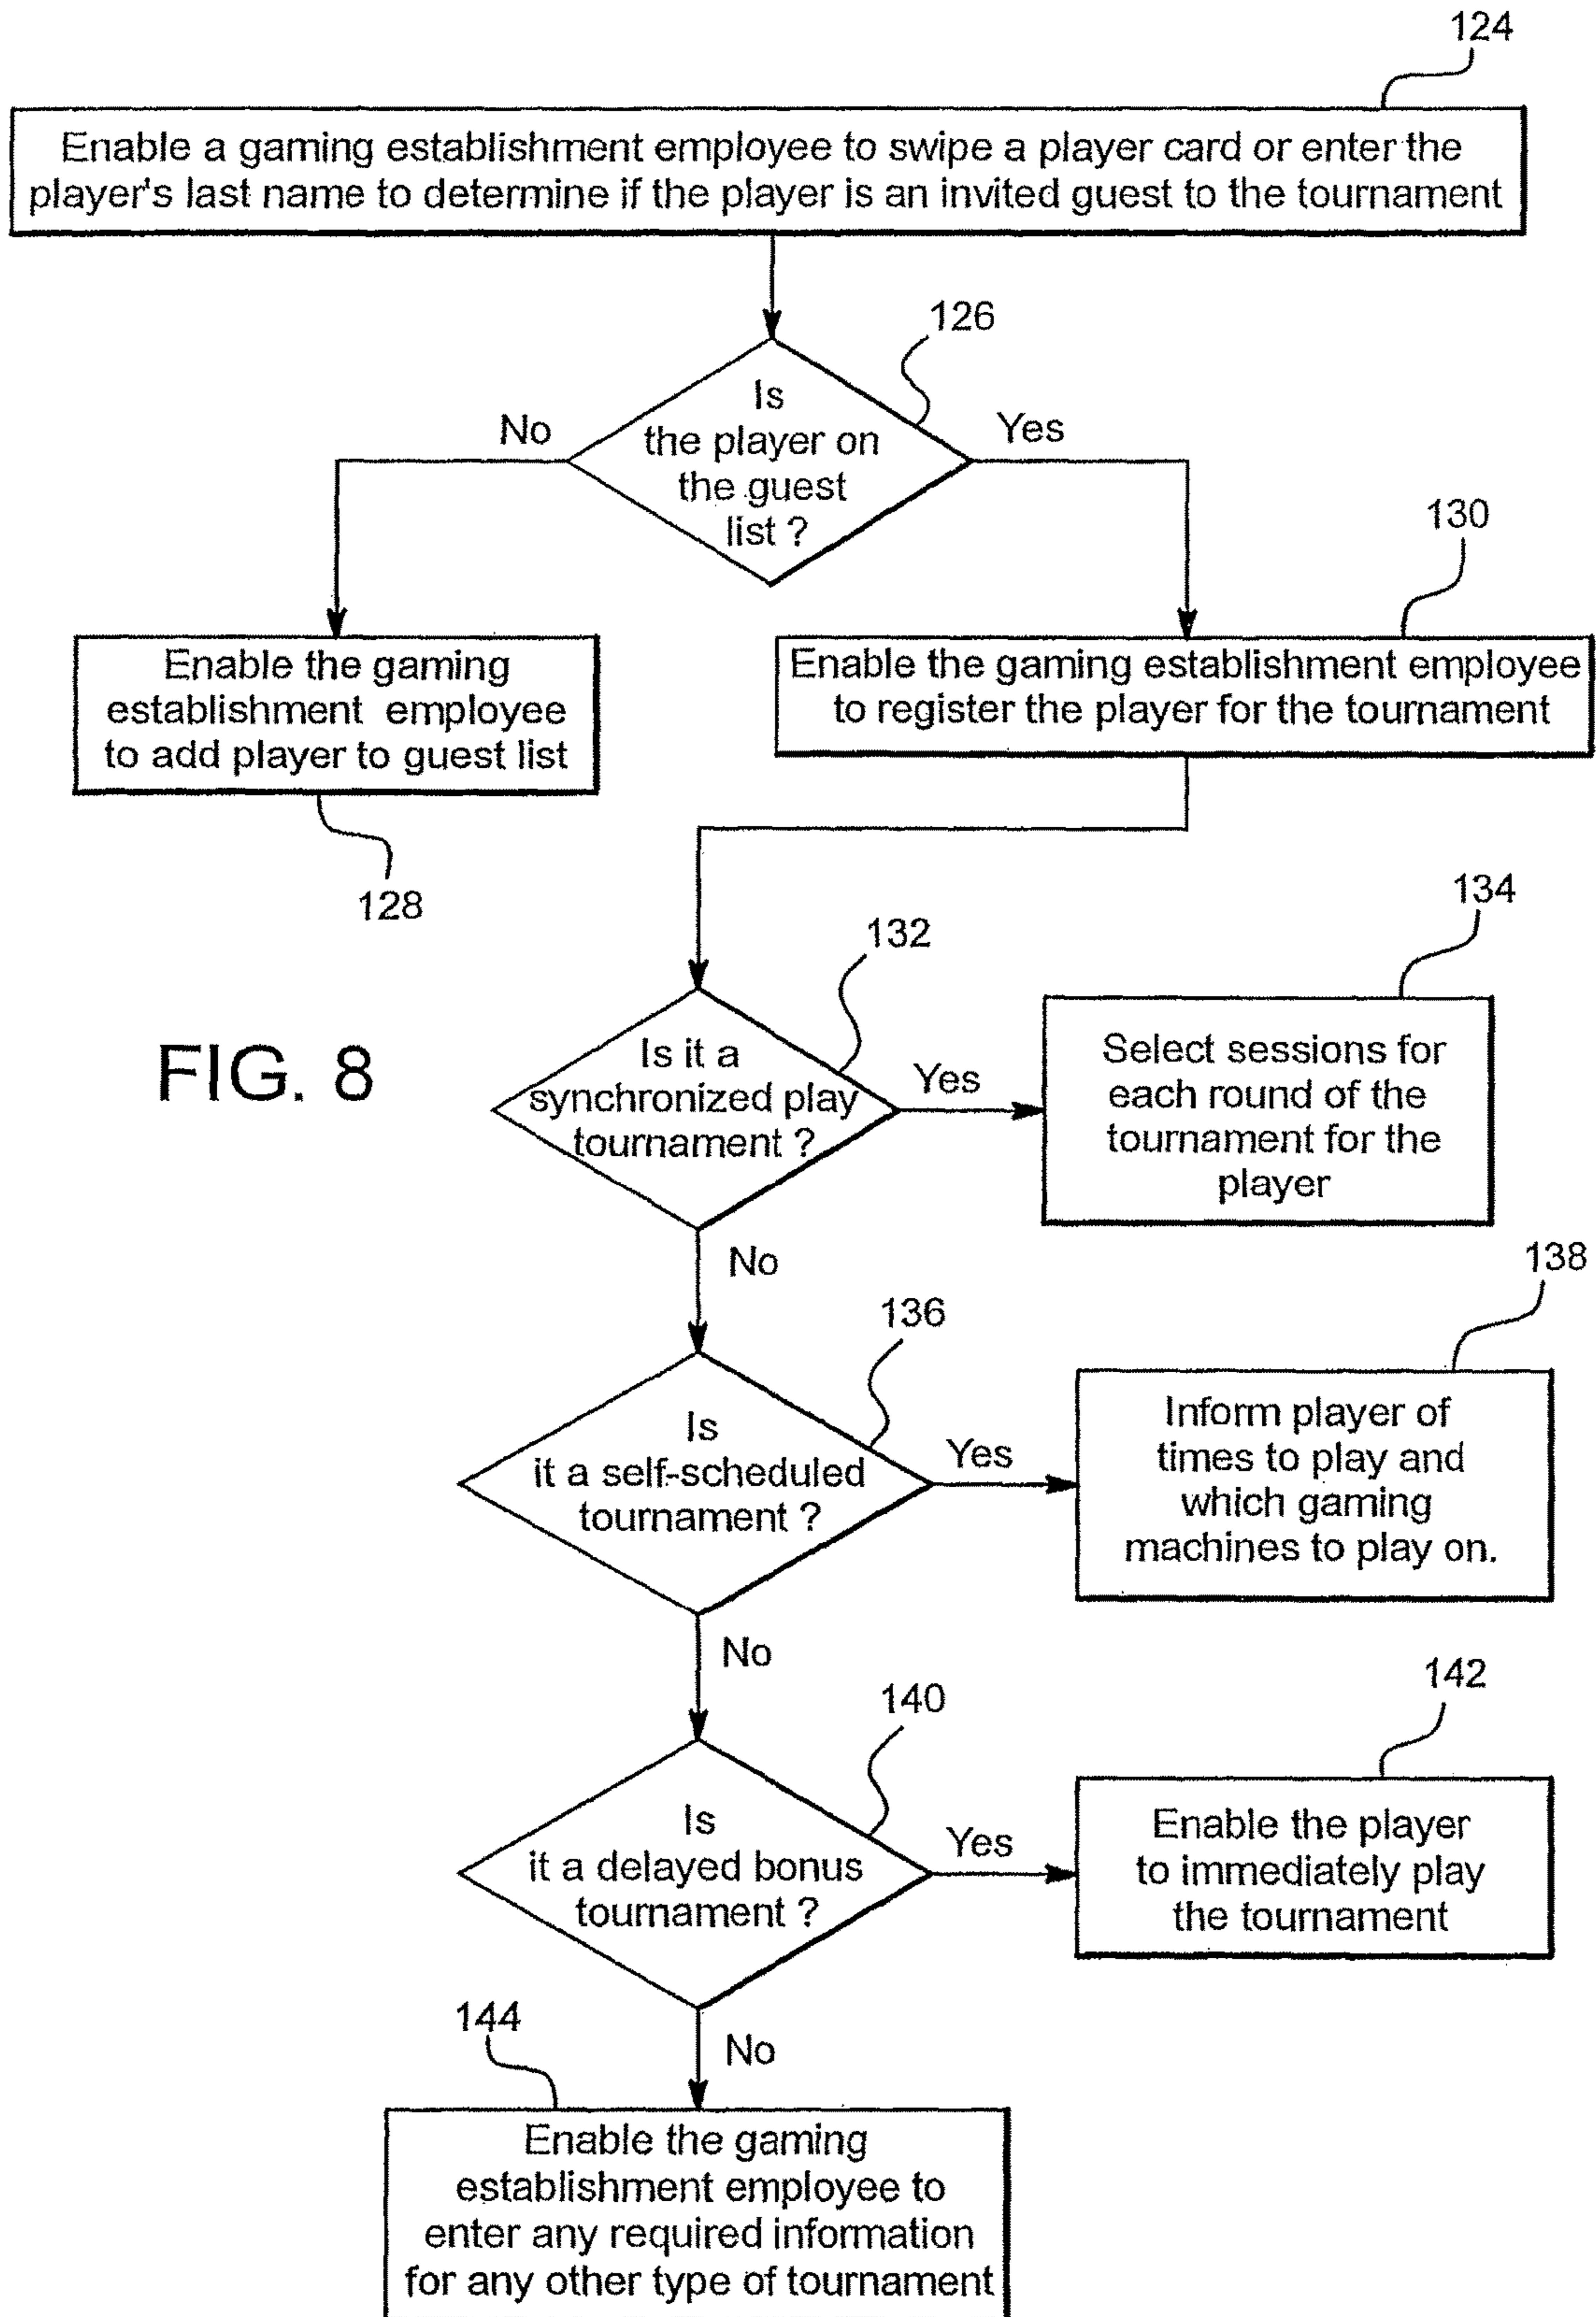 124
Enable a gaming establishment employee to swipe a player card or enter the
player's last name to determine if the player is an invited guest to the tournament
126
Is
the player on
the guest
list ?
No
Yes
130
Enable the gaming
establishment employee
to add player to guest list
Enable the gaming establishment employee
to register the player for the tournament
128
134
132
FIG. 8
Is it a
synchronized play
tournament ?
Yes
Select sessions for
each round of the
tournament for the
player
No
138
136
Is
it a self-scheduled
tournament ?
Yes
Inform player of
times to play and
which gaming
machines to play on.
No
142
140
Is
it a delayed bonus
tournament ?
Yes
Enable the player
to immediately play
the tournament
144
No
Enable the gaming
establishment employee to
enter any required information
for any other type of tournament